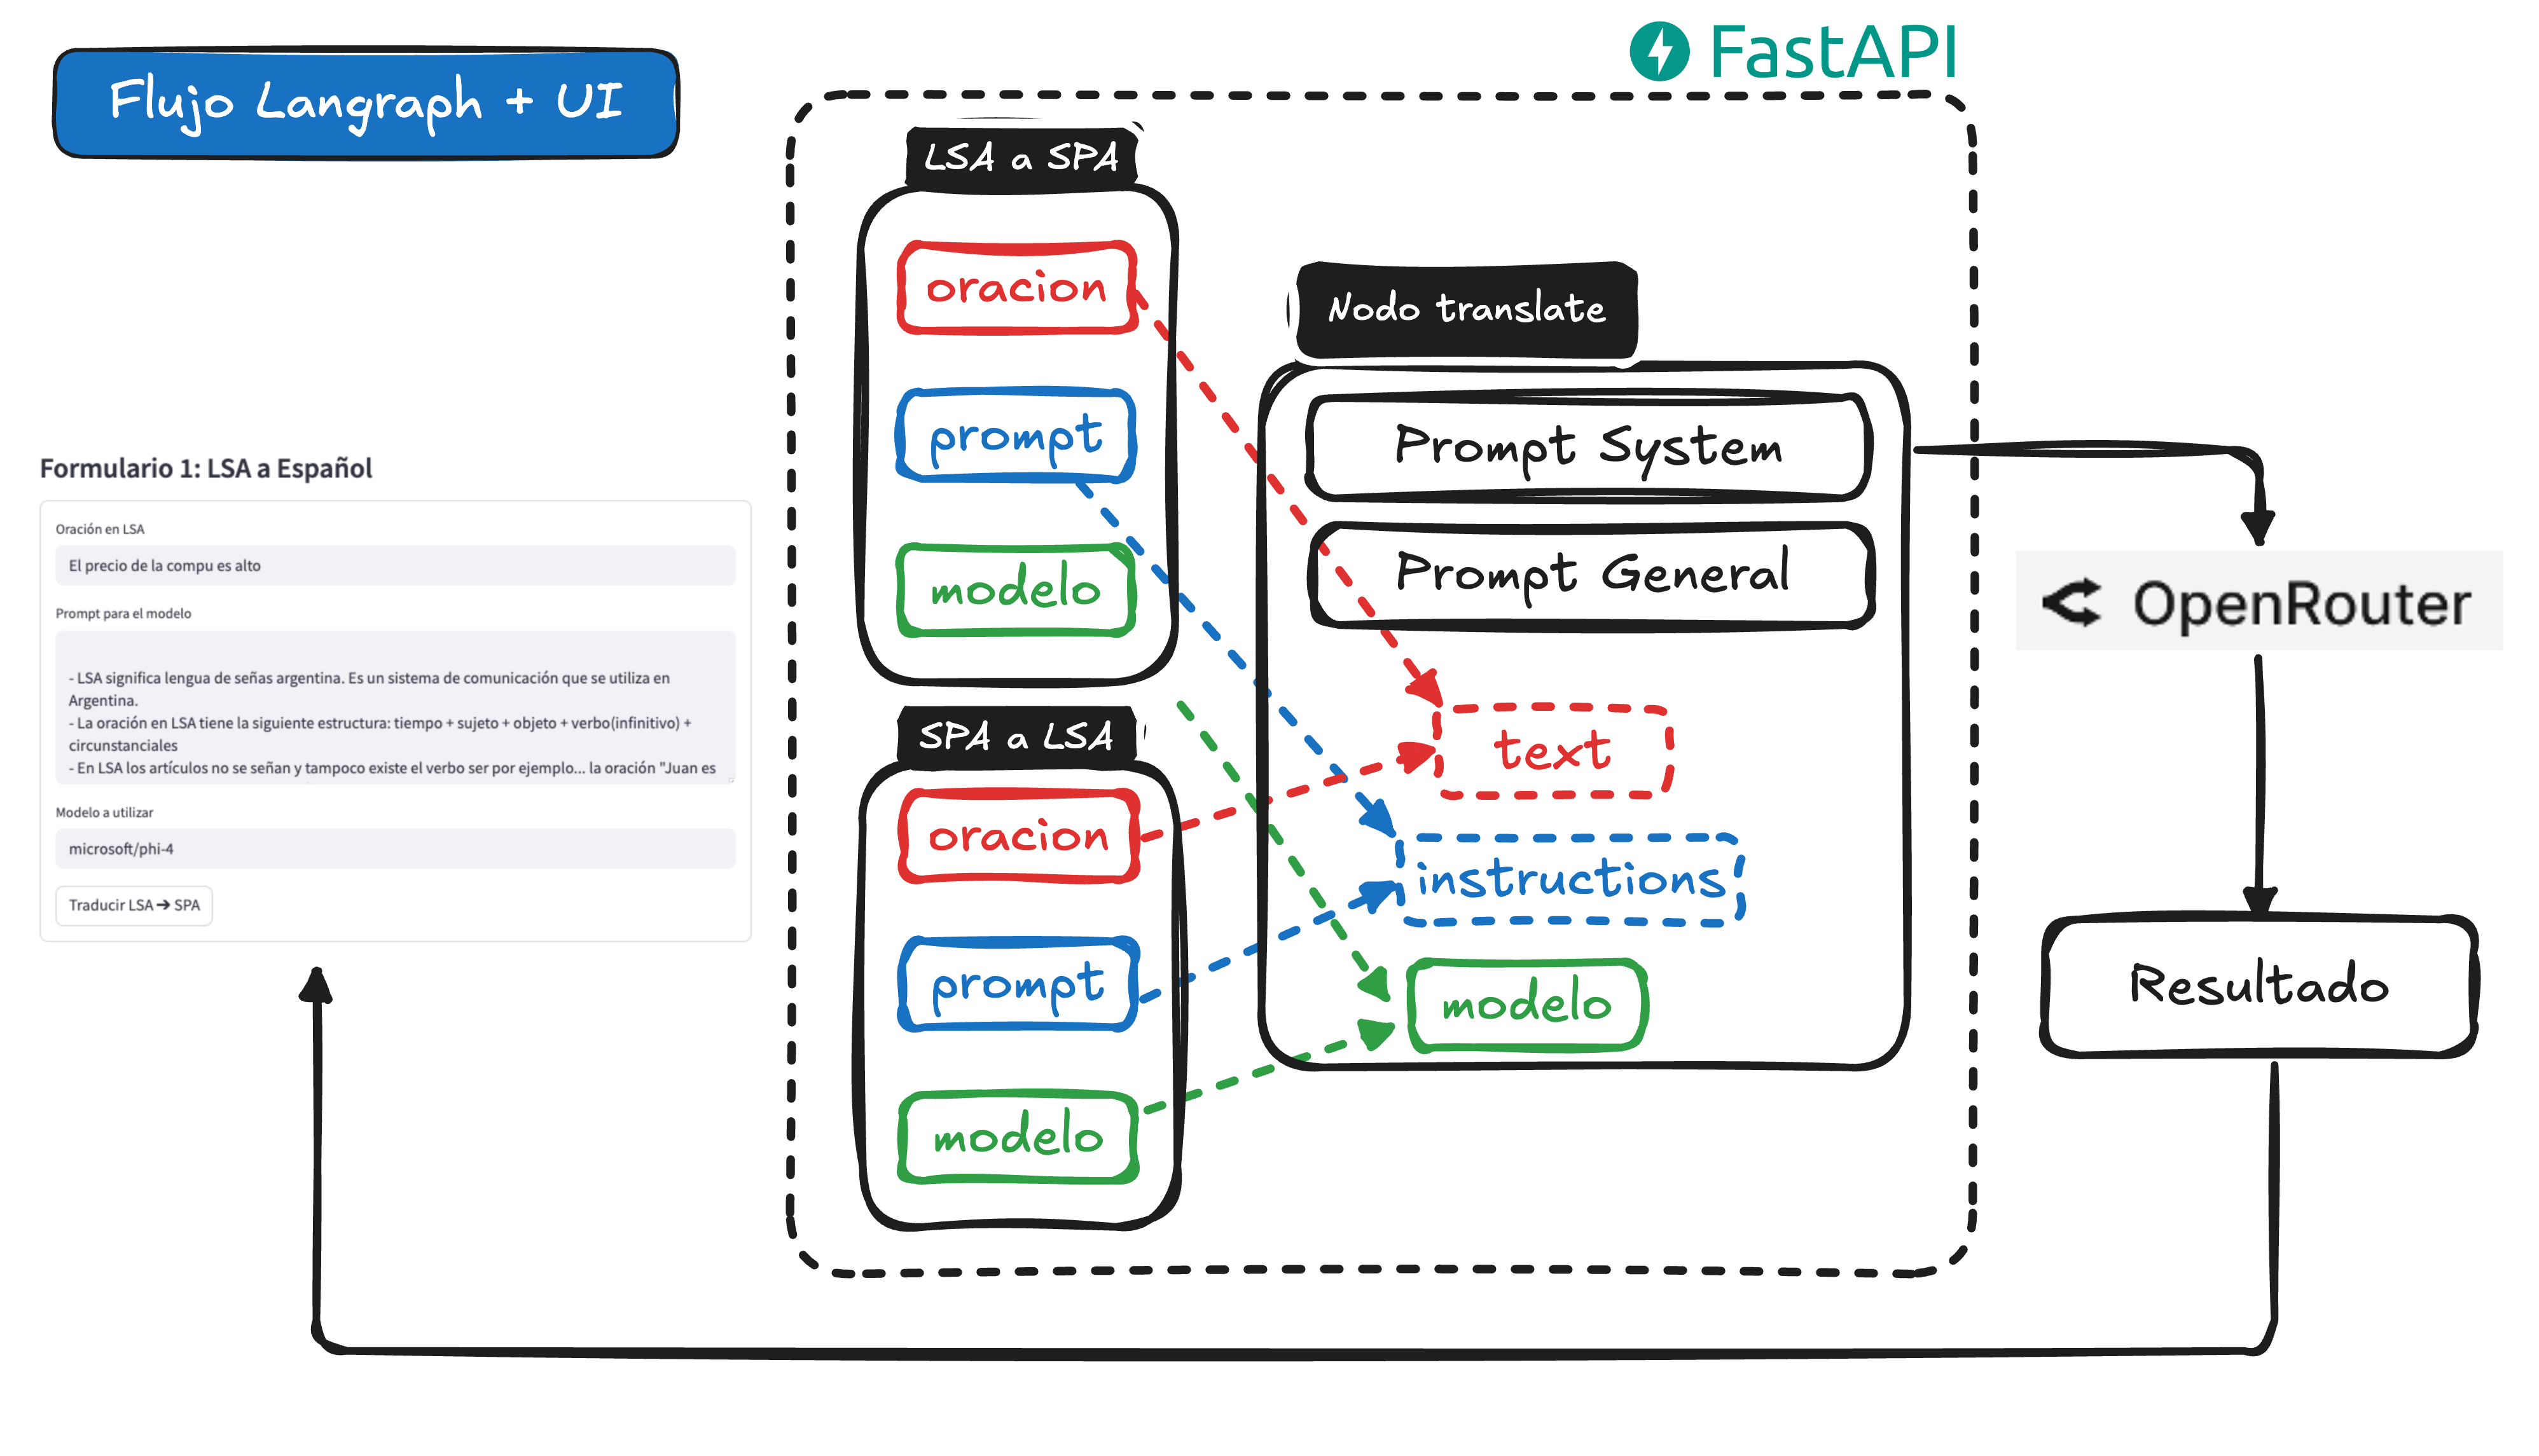 Flujo Langraph + UI
FastAPI
Formulario 1: LSA a Español
Oración en LSA
El precio de la compu es alto
Prompt para el modelo
- LSA significa lengua de señas argentina. Es un sistema de comunicación que se utiliza en
Argentina.
- La oración en LSA tiene la siguiente estructura: tiempo + sujeto + objeto + verbo(infinitivo) +
circunstanciales
- En LSA los artículos no se señan y tampoco existe el verbo ser por ejemplo... la oración "Juan es
Modelo a utilizar
microsoft/phi-4
Traducir LSA ➔ SPA
LSA a SPA
oracion
prompt
modelo
SPA a LSA
oracion
prompt
modelo
Nodo translate
Prompt System
Prompt General
text
instructions
modelo
OpenRouter
Resultado